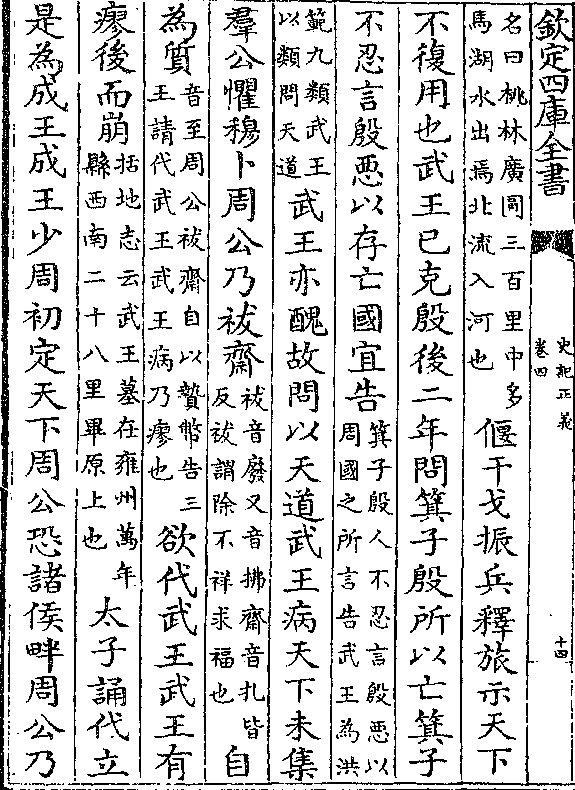 欽定四庫全書
史記正義
卷四
十四
名曰桃林廣圓三百里中多
馬湖水出焉北流入河也
偃干戈振兵釋旅示天下
不復用也武王已克殷後二年問箕子殷所以亡箕子
不忍言殷惡以存亡國宜告
箕子殷人不忍言殷惡以
周國之所言告武王為洪
範九類武王
以類問天道
武王亦醜故問以天道武王病天下未集
羣公懼穆卜周公乃祓齋
祓音廢又音拂齋音扎皆
反祓謂除不祥求福也
自
為質
音至周公祓齋自以贄幣告三
王請代武王武王病乃瘳也
欲代武王武王有
瘳後而崩
括地志云武王墓在雍州萬年
縣西南二十八里畢原上也
太子誦代立
是為成王成王少周初定天下周公恐諸侯畔周公乃